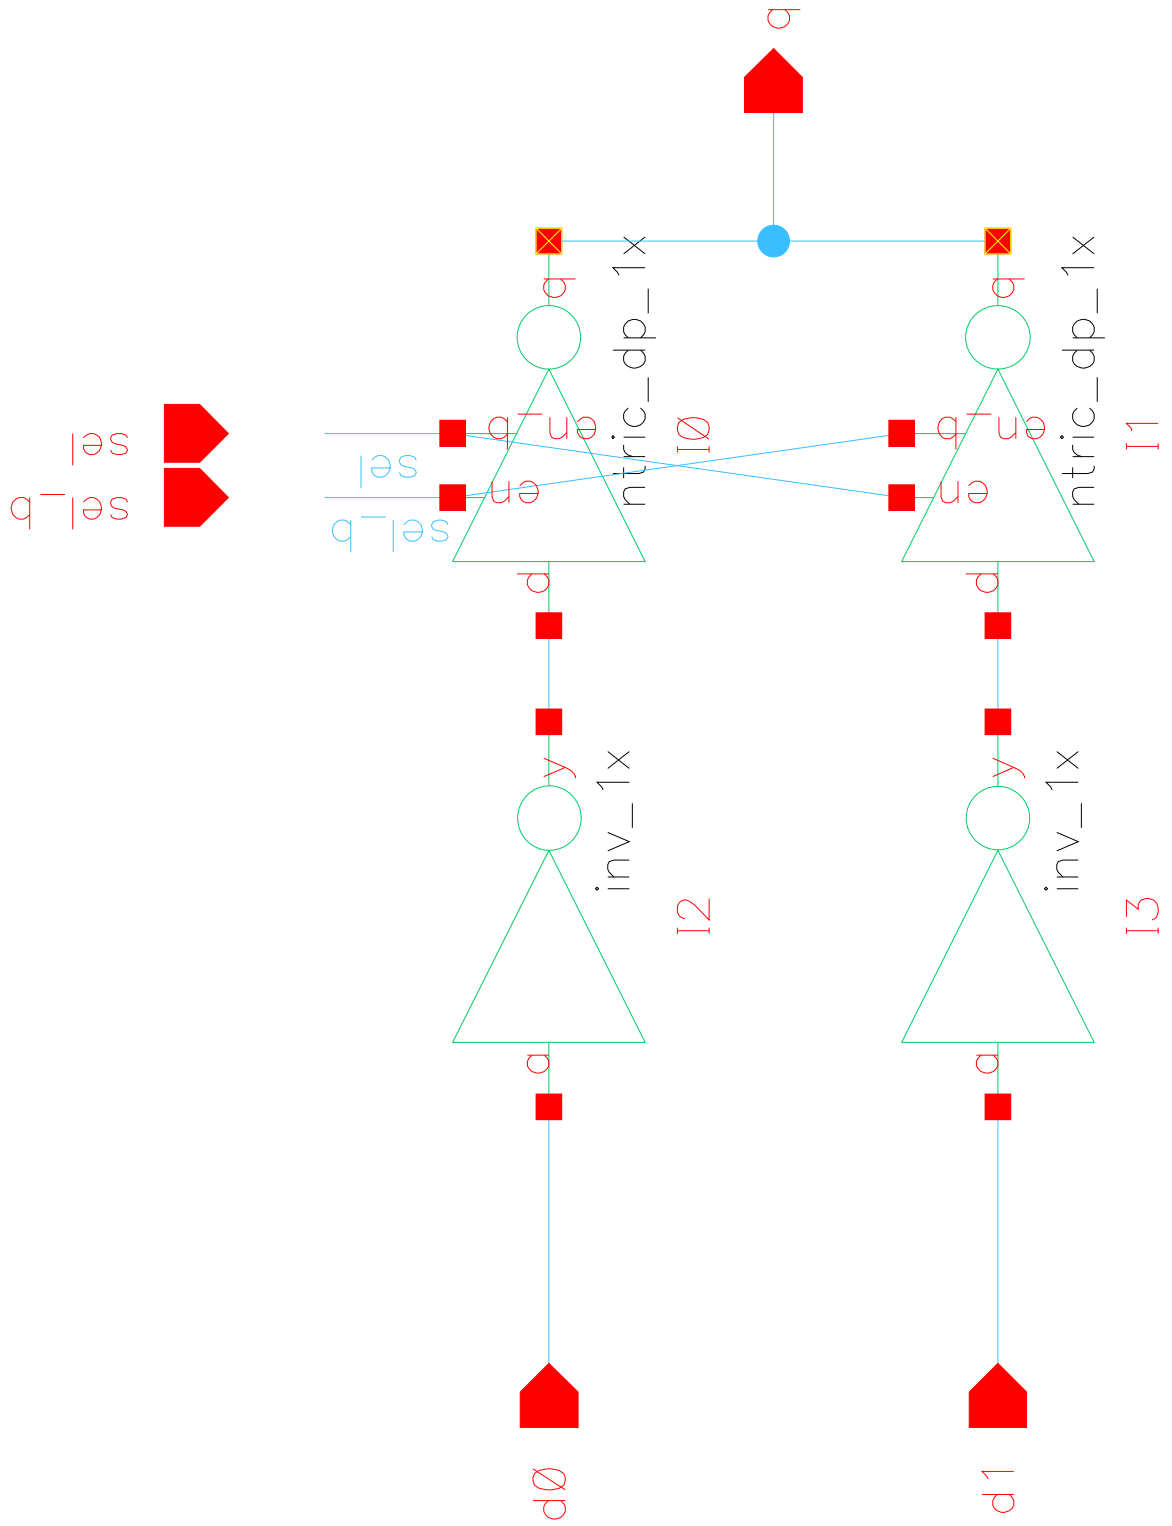 q
q
q
ntric_dp_1x
ntric_dp_1x
sel
en_b
I0
en_b
I1
sel
sel_b
en
en
sel_b
d
d
y
y
inv_1x
inv_1x
I2
I3
a
a
d0
d1